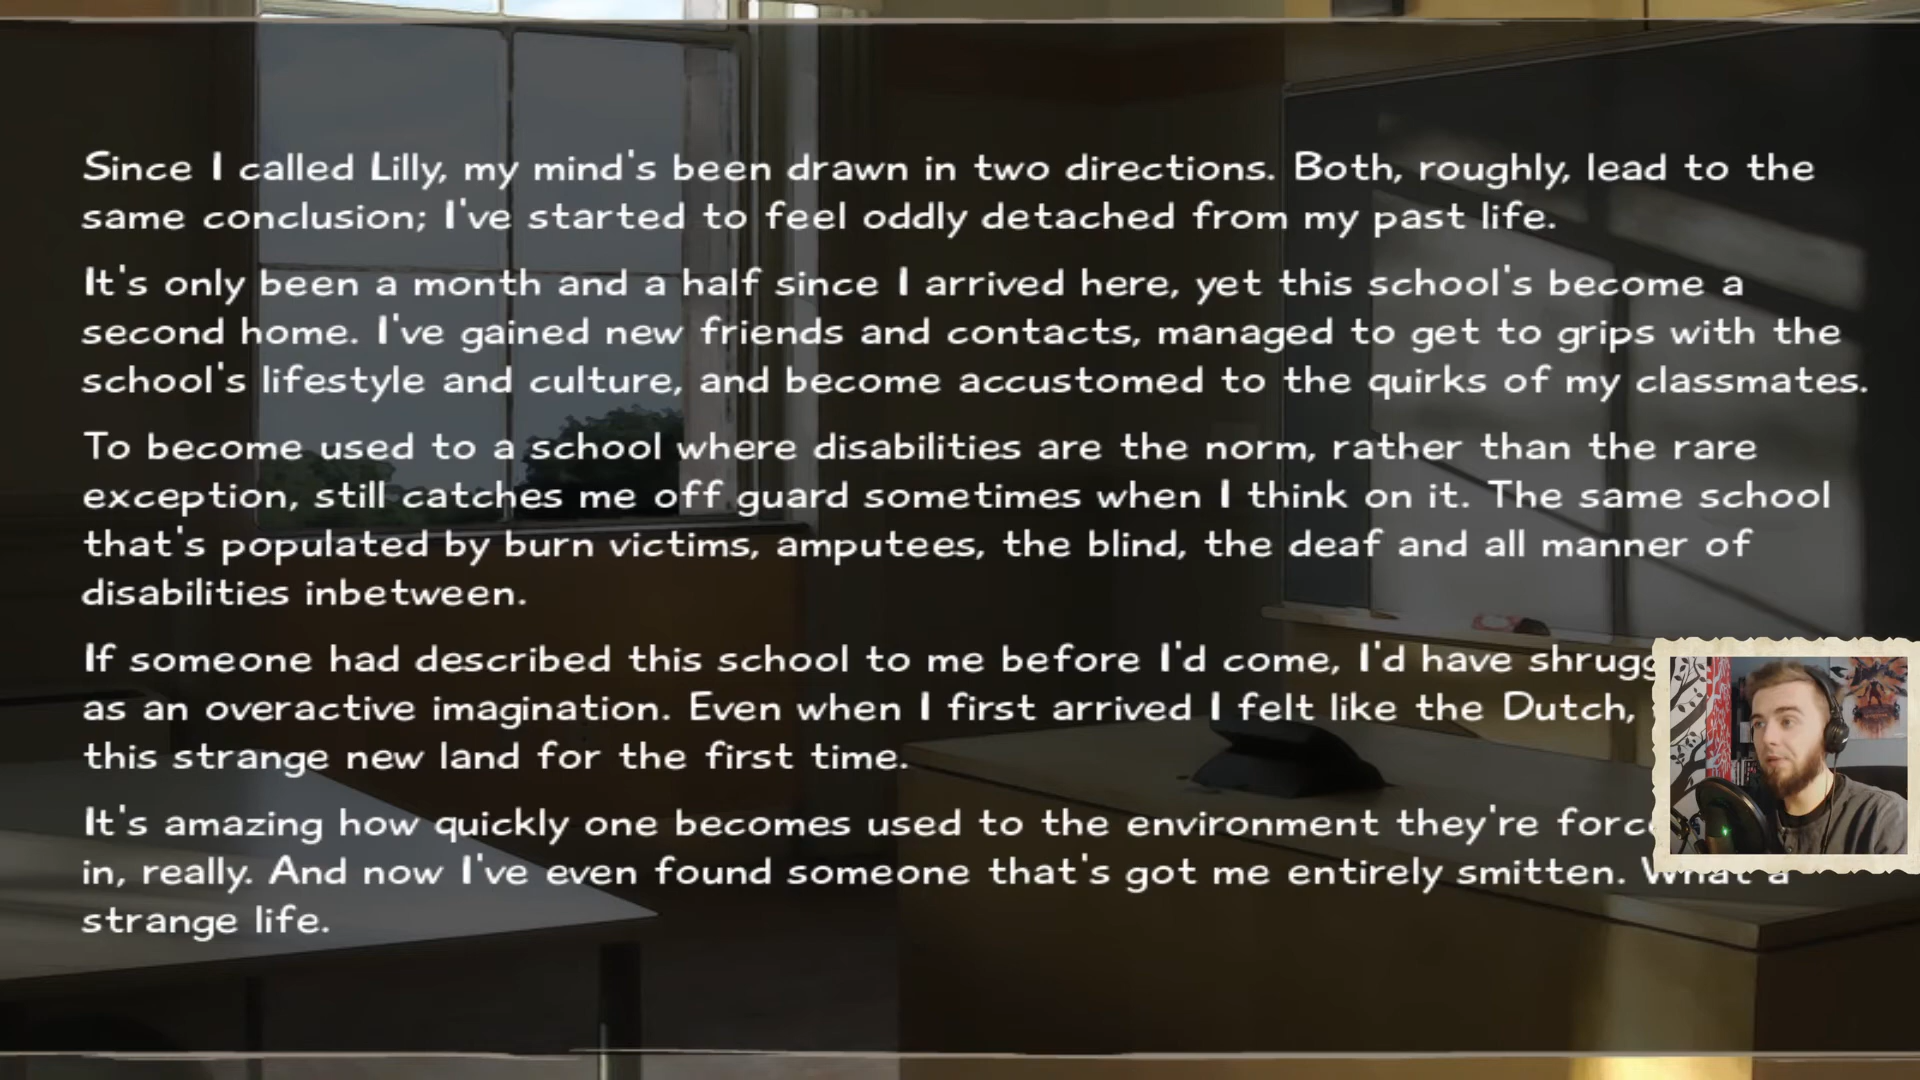 Since I called Lilly, my mind's been drawn in two directions. Both, roughly, lead to the
same conclusion; I've started to feel oddly detached from my past life.
It's only been a month and a half since I arrived here, yet this school's become a
second home. I've gained new friends and contacts, managed to get to grips with the
school's lifestyle and culture, and become accustomed to the quirks of my classmates.
To become used to a school where disabilities are the norm, rather than the rare
exception, still catches me off guard sometimes when I think on it. The same school
that's populated by burn victims, amputees, the blind, the deaf and all manner of
disabilities inbetween.
If someone had described this school to me before I'd come, I'd have
as an overactive imagination. Even when I first arrived I felt like the Dutch,
this strange new land for the first time.
It's amazing how quickly one becomes used to the environment they're
in, really. And now I've even found someone that's got me entirely smitten. What a
strange life.